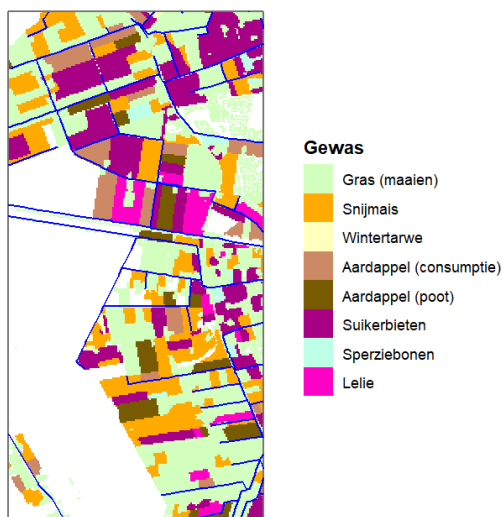 Gewas
Gras (maaien)
Snijmais
Wintertarwe
Aardappel (consumptie)
Aardappel (poot)
Suikerbieten
Sperziebonen
Lelie